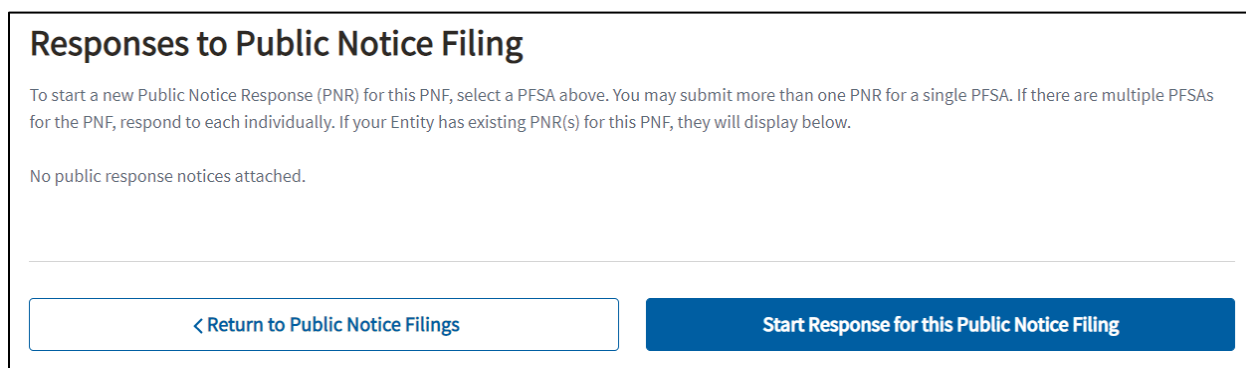 Responses to Public Notice Filing
To start a new Public Notice Response (PNR) for this PNF, select a PFSA above. You may submit more than one PNR for a single PFSA. If there are multiple PFSAs
for the PNF, respond to each individually. If your Entity has existing PNR(s) for this PNF, they will display below.
No public response notices attached.
< Return to Public Notice Filings
Start Response for this Public Notice Filing